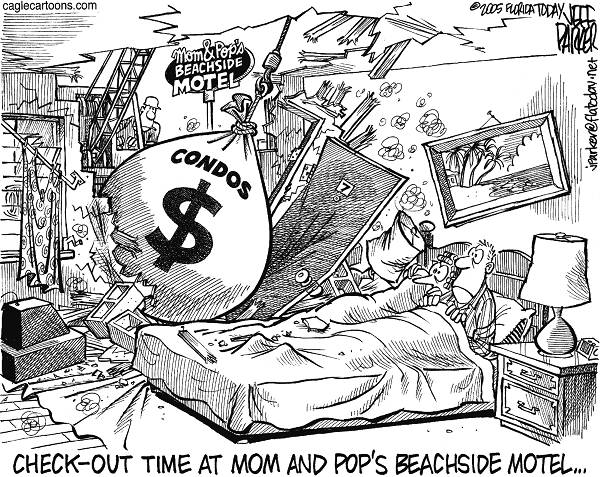 caglecartoons.com
©2005 FLORIDA TODAY JEFF PARKER
jparker@flatoday.net
Mom & Pop's
BEACHSIDE
MOTEL
CONDOS
$
7
CHECK-OUT TIME AT MOM AND POP'S BEACHSIDE MOTEL...